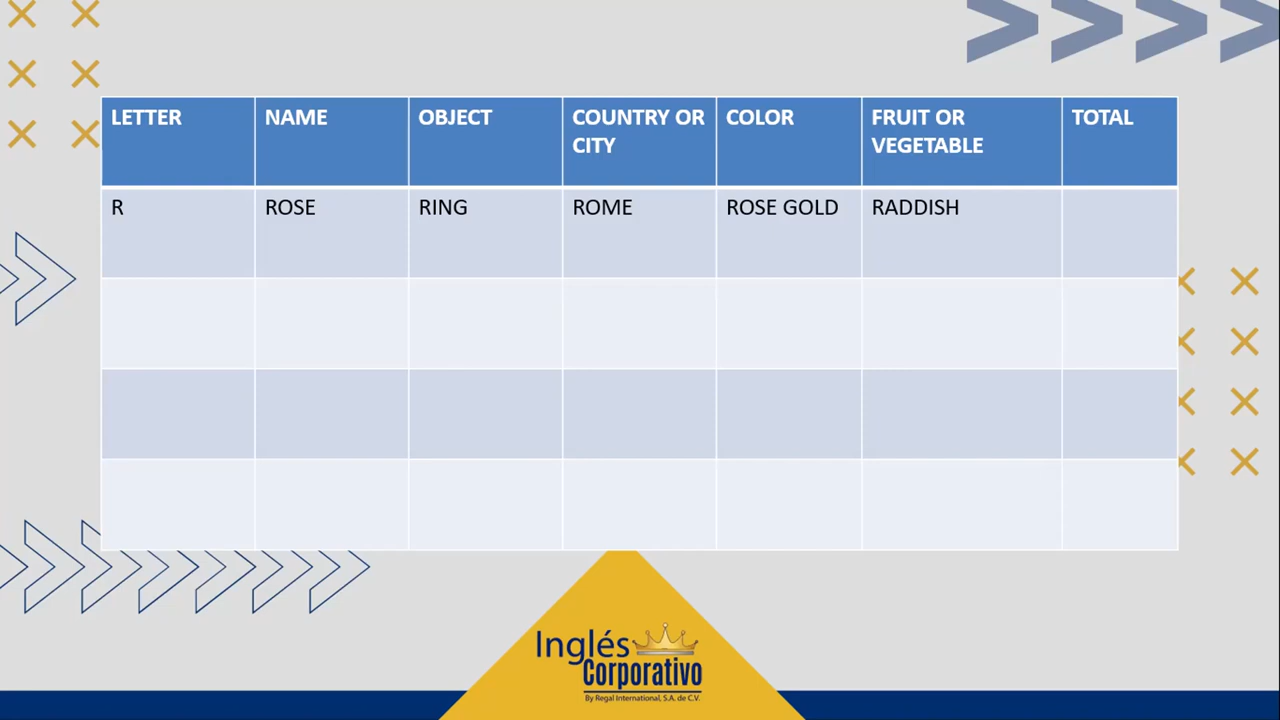 LETTER NAME OBJECT COUNTRY OR CITY COLOR FRUIT OR VEGETABLE TOTAL
R ROSE RING ROME ROSE GOLD RADDISH
Inglés
Corporativo
By Regal International, S.A. de C.V.